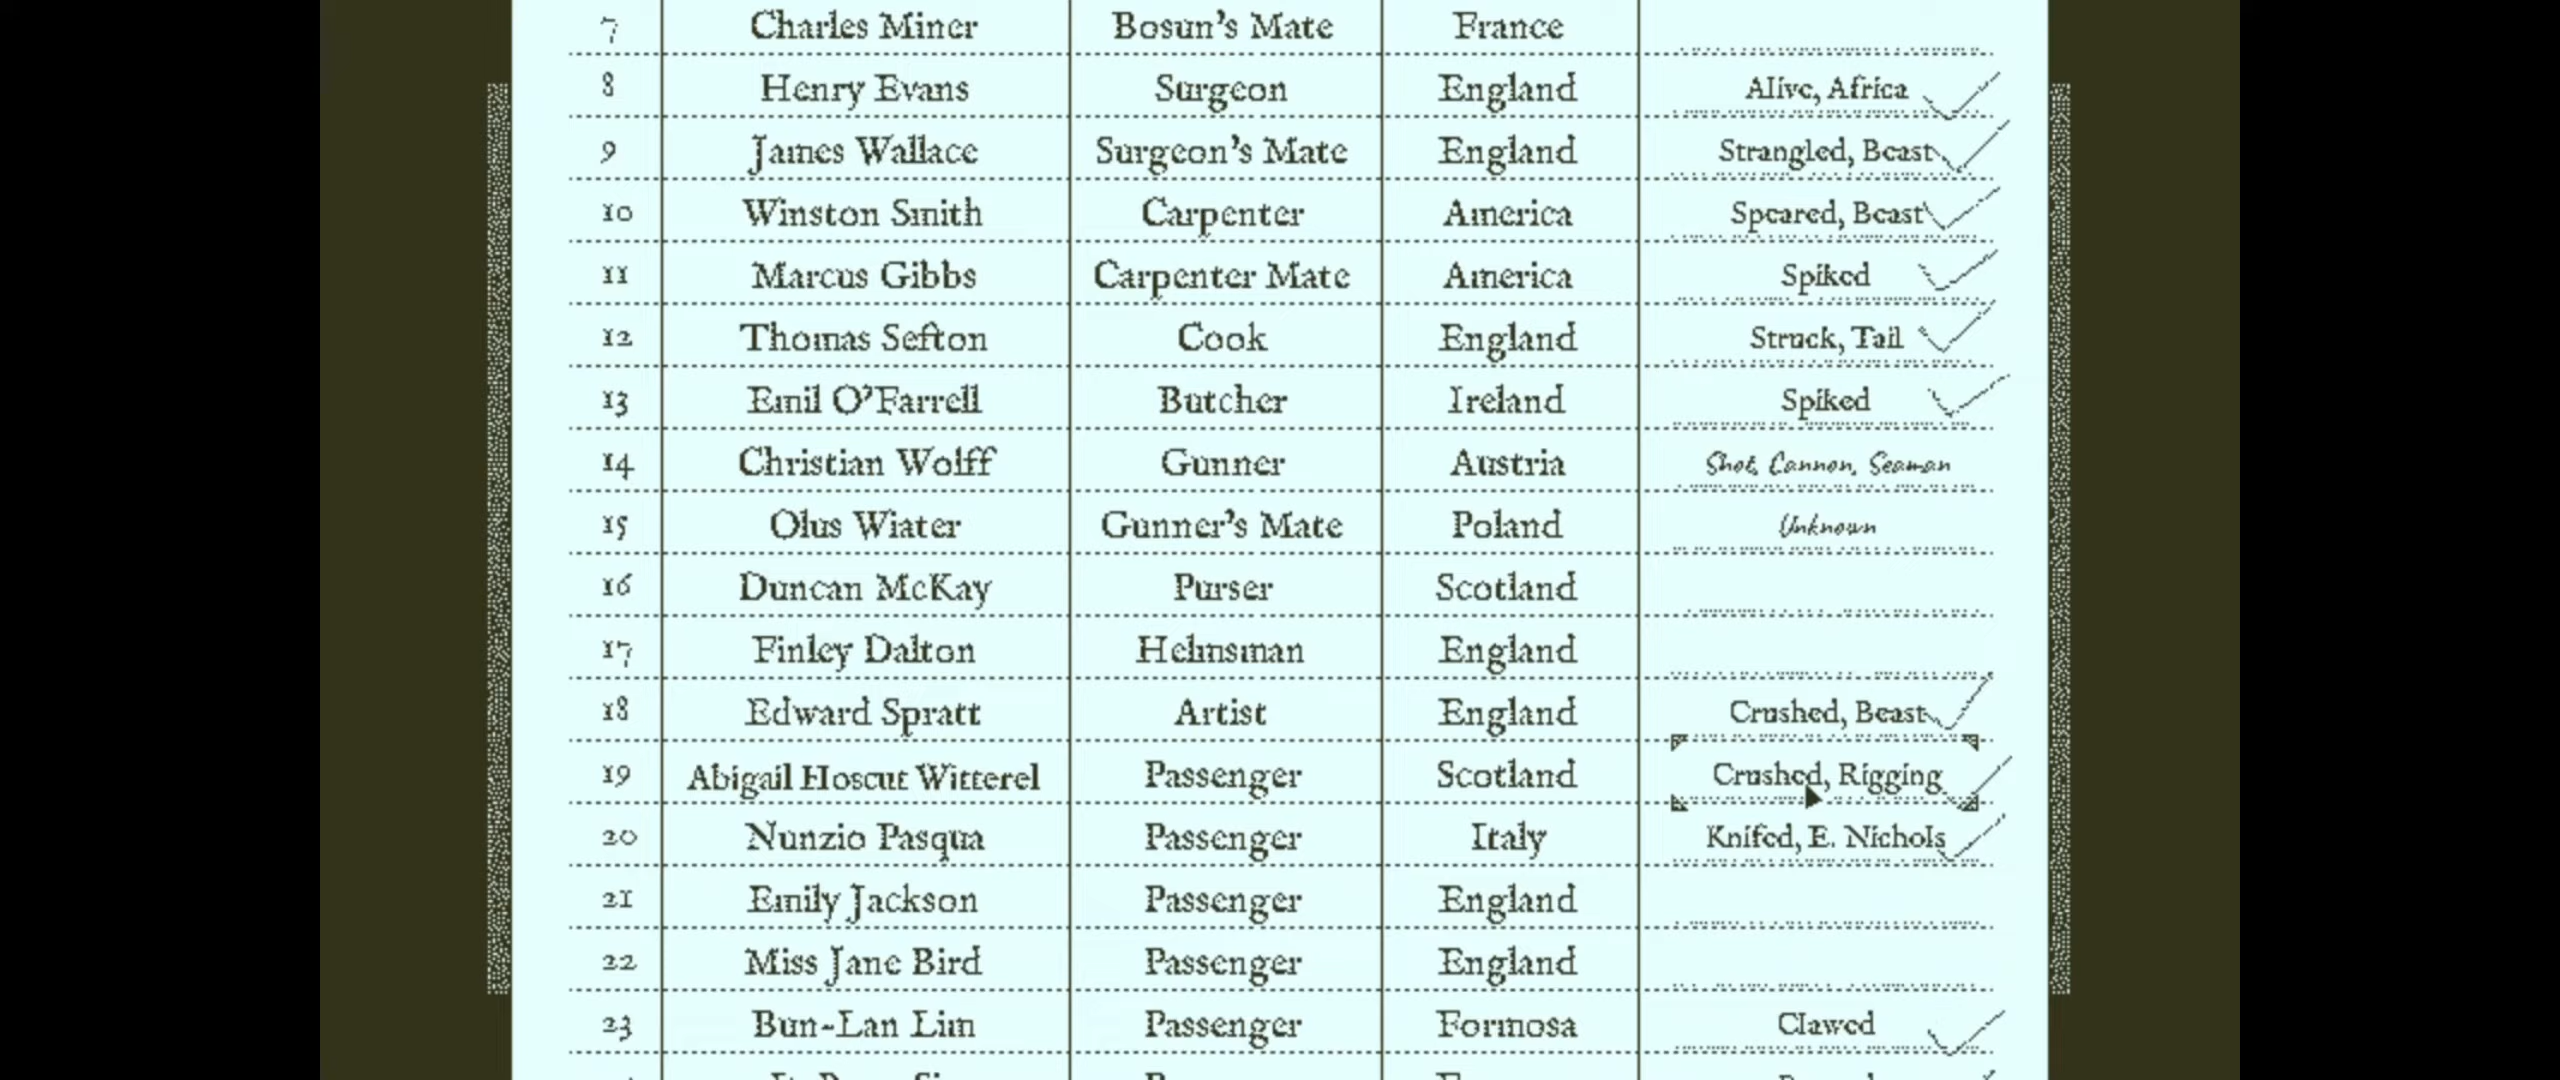 7 Charles Miner Bosun's Mate France
8 Henry Evans Surgeon England Alive, Africa
9 James Wallace Surgeon's Mate England Strangled, Beast
10 Winston Smith Carpenter America Speared, Beast
11 Marcus Gibbs Carpenter Mate America Spiked
12 Thomas Sefton Cook England Struck, Tail
13 Emil O'Farrell Butcher Ireland Spiked
14 Christian Wolff Gunner Austria Shot, Cannon, Seaman
15 Olus Wiater Gunner's Mate Poland Unknown
16 Duncan McKay Purser Scotland
17 Finley Dalton Helmsman England
18 Edward Spratt Artist England Crushed, Beast
19 Abigail Hoscut Witterel Passenger Scotland Crushed, Rigging
20 Nunzio Pasqua Passenger Italy Knifed, E. Nichols
21 Emily Jackson Passenger England
22 Miss Jane Bird Passenger England
23 Bun-Lan Lim Passenger Formosa Clawed